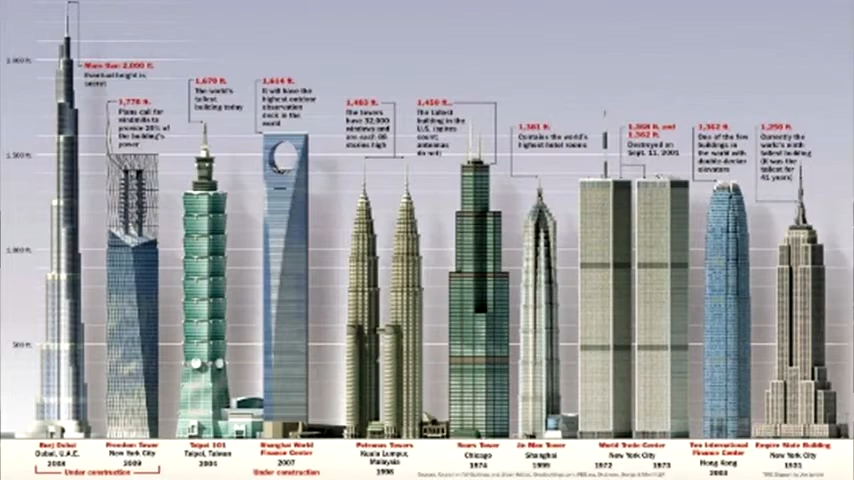 2,000 ft.
1,500 ft.
1,000 ft.
500 ft.
More than 2,000 ft.
Eventual height is
secret
1,776 ft.
Plans call for
windmills to
provide 20% of
the building's
power
1,670 ft.
The world's
tallest
building today
1,614 ft.
It will have the
highest outdoor
observation
deck in the
world
1,483 ft.
The towers
have 32,000
windows and
are each 88
stories high
1,450 ft.
The tallest
building in the
U.S. (spires
count;
antennas
do not)
1,381 ft.
Contains the world's
highest hotel rooms
1,368 ft. and
1,362 ft.
Destroyed on
Sept. 11, 2001
1,362 ft.
One of the few
buildings in
the world with
double-decker
elevators
1,250 ft.
Currently the
world's ninth
tallest building
(it was the
tallest for
41 years)
Burj Dubai
Dubai, U.A.E.
2008
Freedom Tower
New York City
2009
Under construction
Taipei 101
Taipei, Taiwan
2004
Shanghai World
Finance Center
2007
Under construction
Petronas Towers
Kuala Lumpur,
Malaysia
1998
Sears Tower
Chicago
1974
Jin Mao Tower
Shanghai
1999
World Trade Center
New York City
1972 1973
Two International
Finance Center
Hong Kong
2003
Empire State Building
New York City
1931